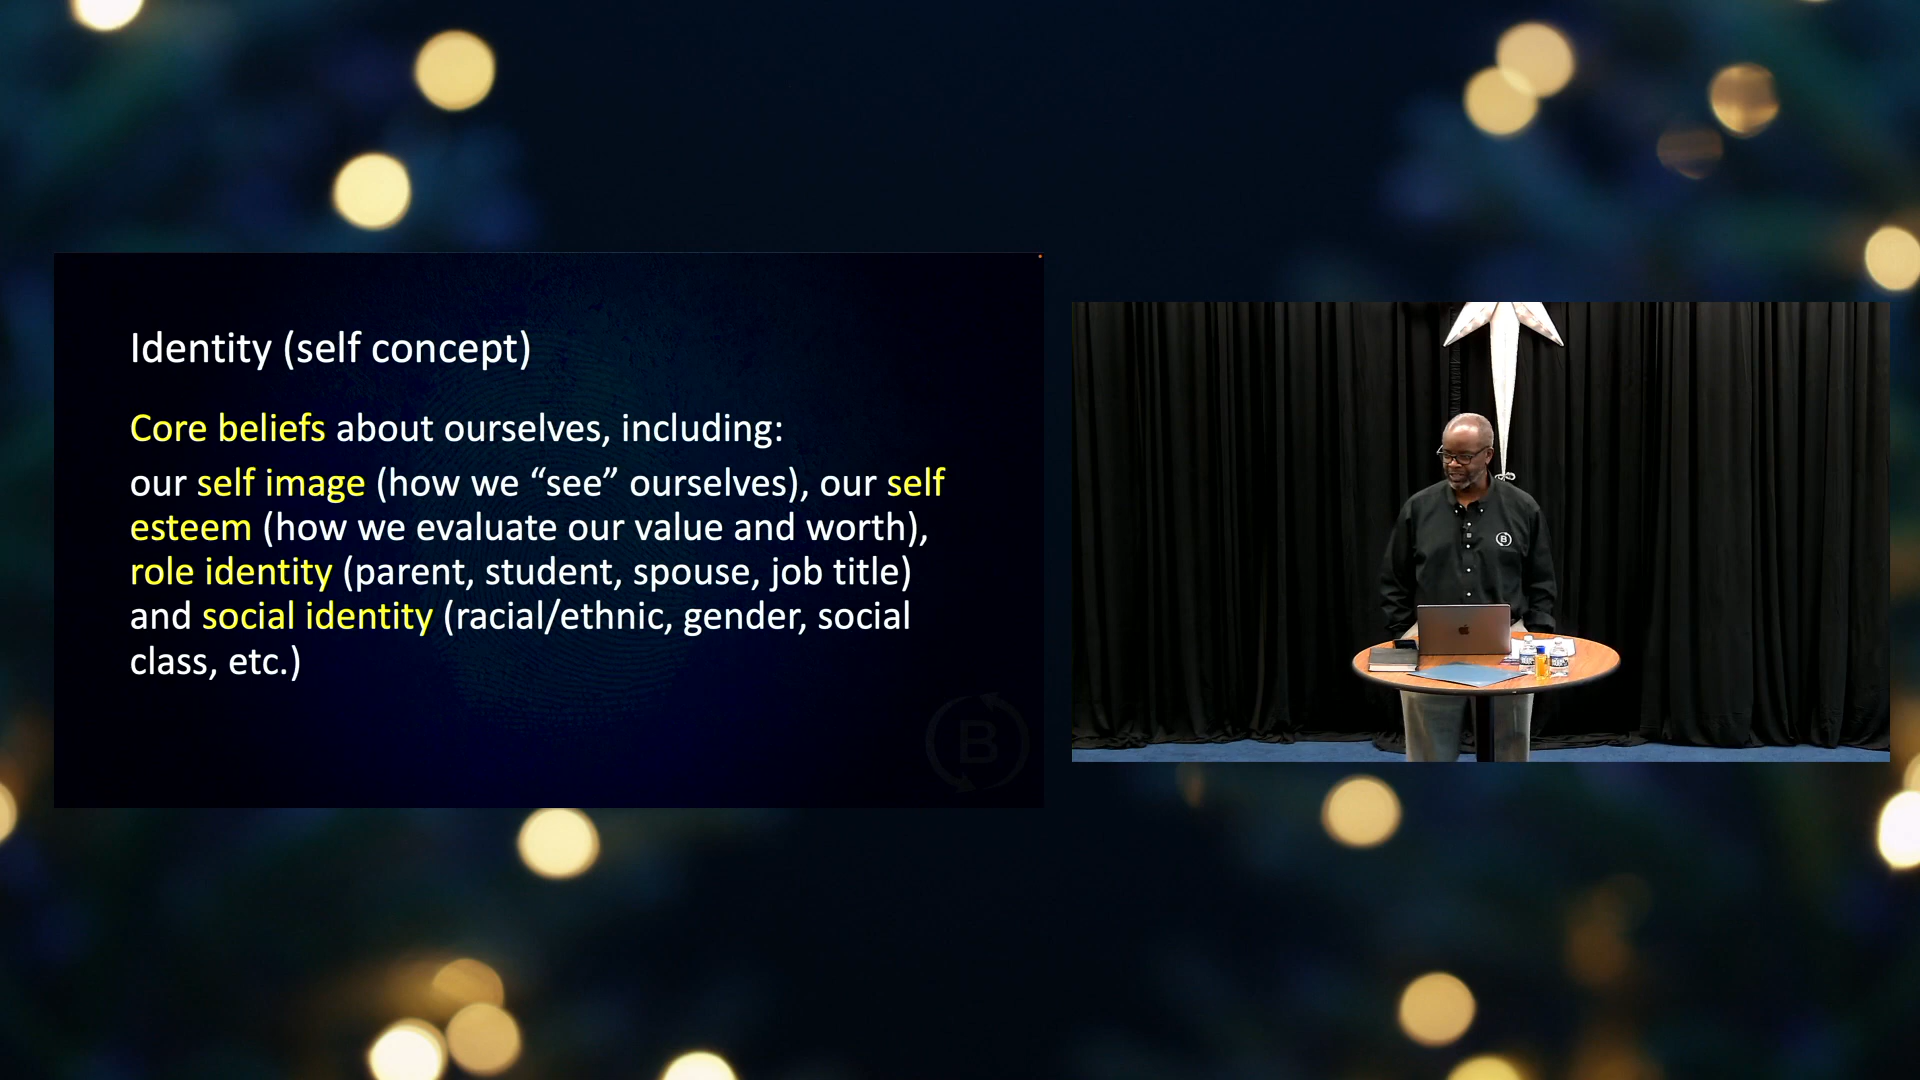 Identity (self concept)
Core beliefs about ourselves, including:
our self image (how we “see” ourselves), our self
esteem (how we evaluate our value and worth),
role identity (parent, student, spouse, job title)
and social identity (racial/ethnic, gender, social
class, etc.)
B
B